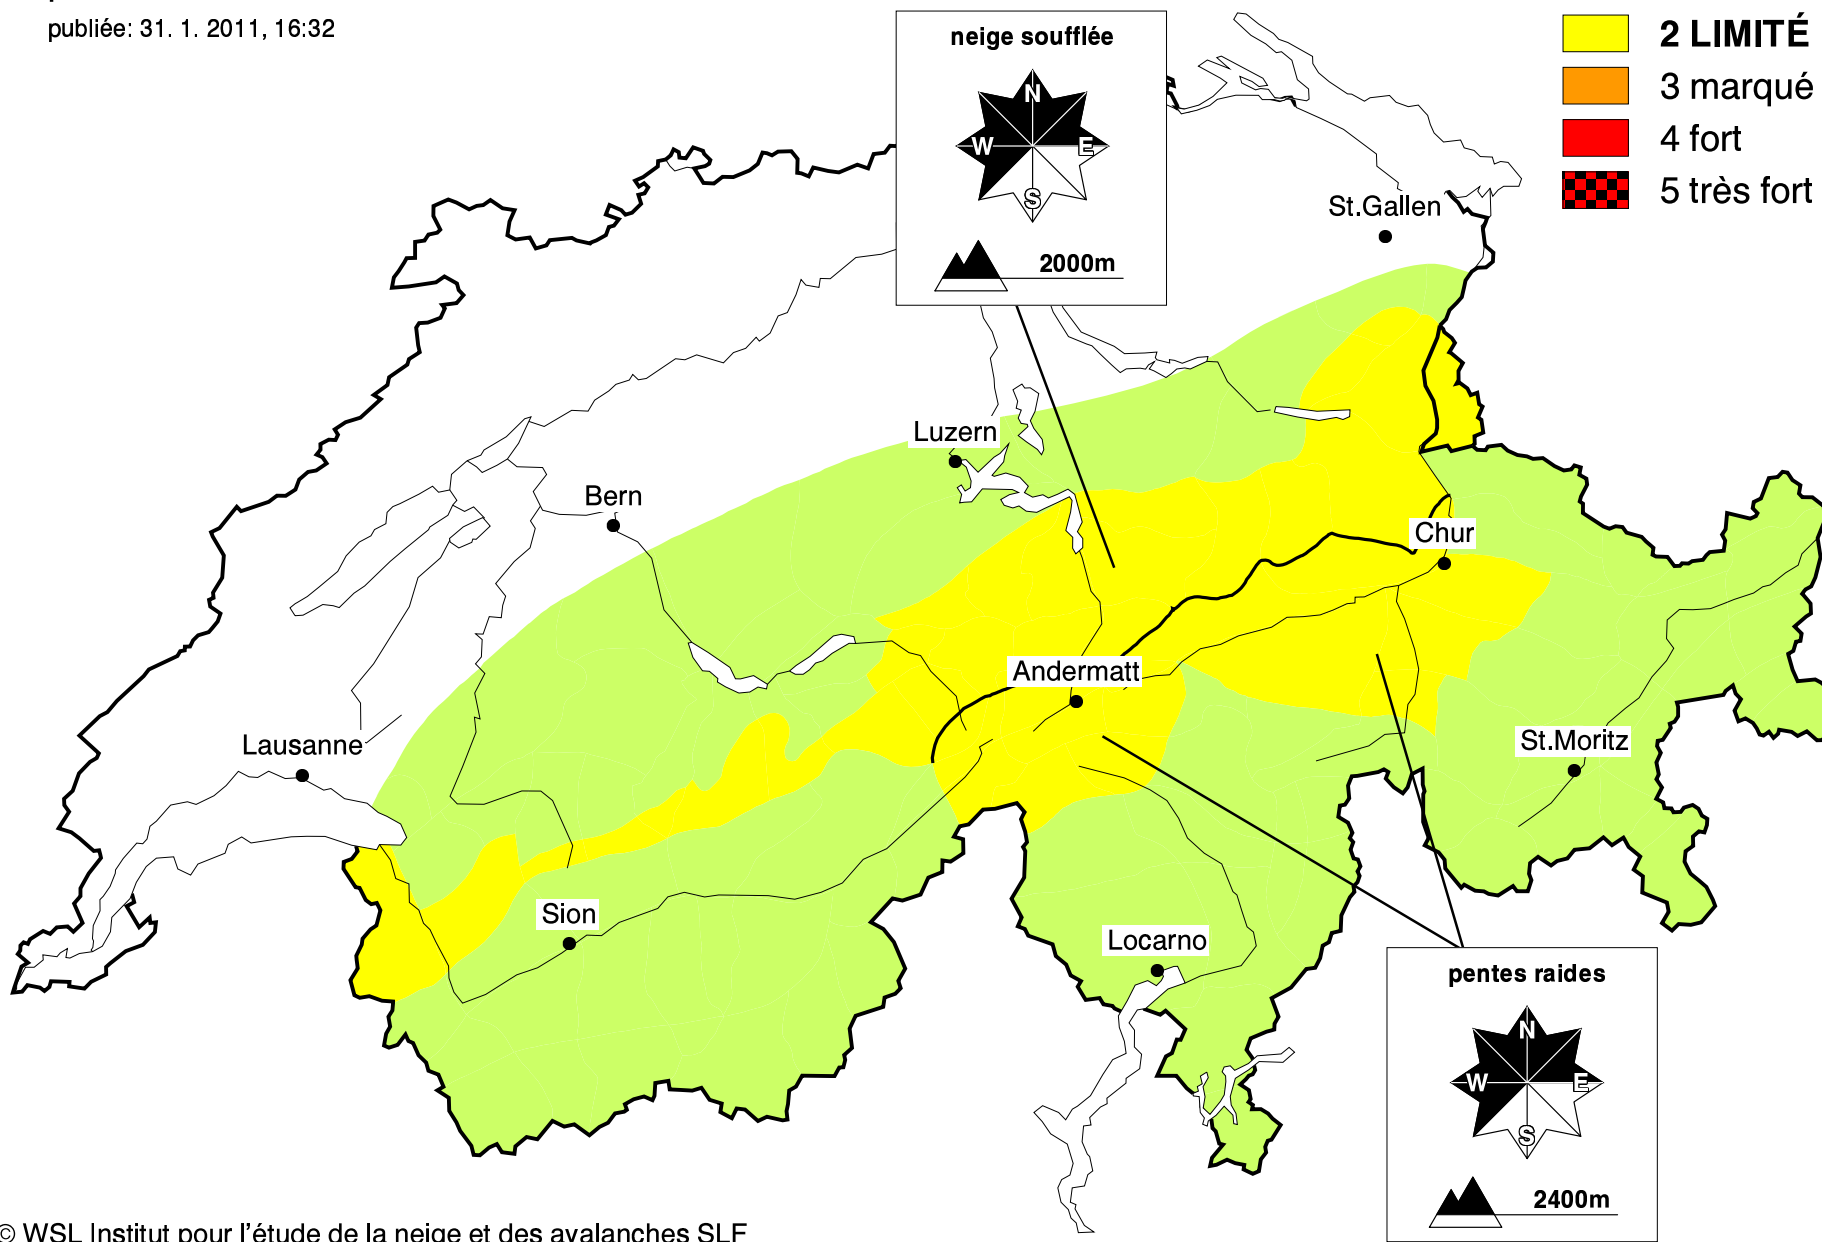 publiée: 31. 1. 2011, 16:32
neige soufflée
N
W
E
S
2000m
2 LIMITÉ
3 marqué
4 fort
5 très fort
St.Gallen
Luzern
Bern
Chur
Andermatt
Lausanne
St.Moritz
Sion
Locarno
pentes raides
N
W
E
S
2400m
© WSL Institut pour l'étude de la neige et des avalanches SLF